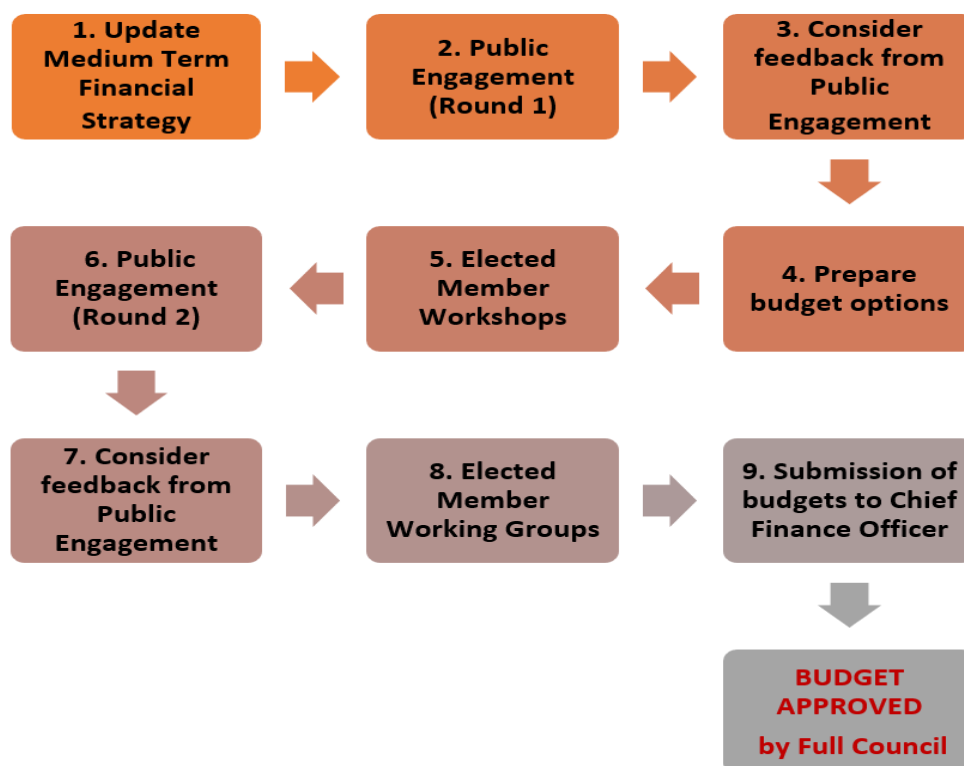 1. Update
Medium Term
Financial
Strategy
2. Public
Engagement
(Round 1)
3. Consider
feedback from
Public
Engagement
4. Prepare
budget options
5. Elected
Member
Workshops
6. Public
Engagement
(Round 2)
7. Consider
feedback from
Public
Engagement
8. Elected
Member
Working Groups
9. Submission of
budgets to Chief
Finance Officer
BUDGET
APPROVED
by Full Council